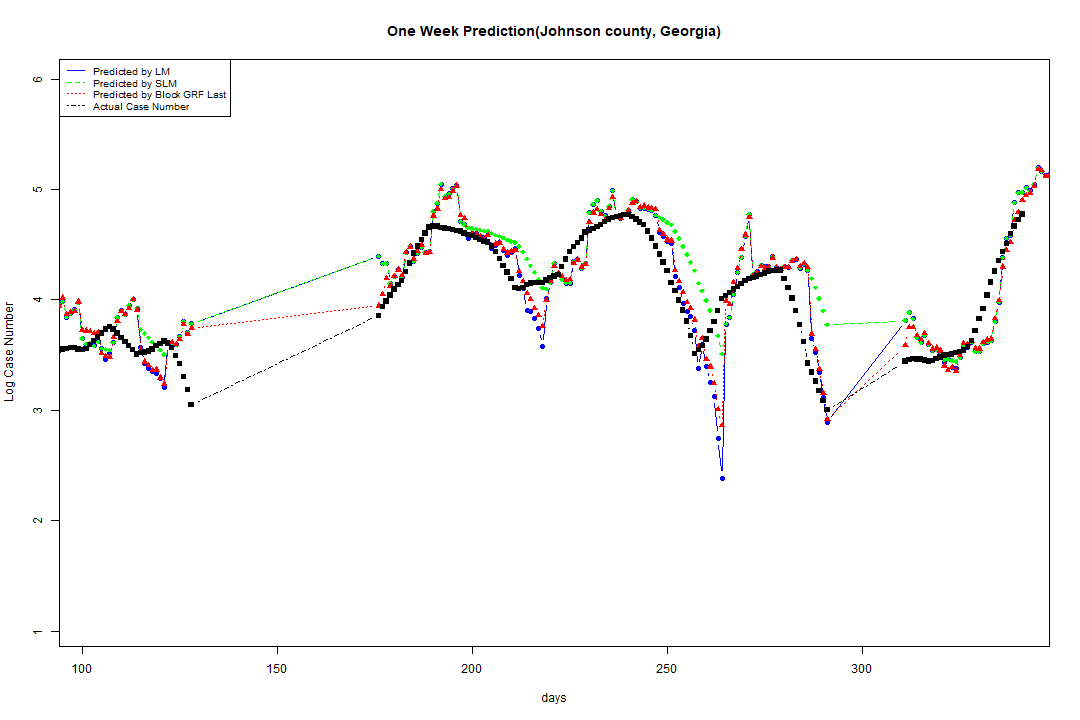 One Week Prediction(Johnson county, Georgia)
Predicted by LM
Predicted by SLM
Predicted by Block GRF Last
Actual Case Number
6
5
4
3
2
1
Log Case Number
100 150 200 250 300
days